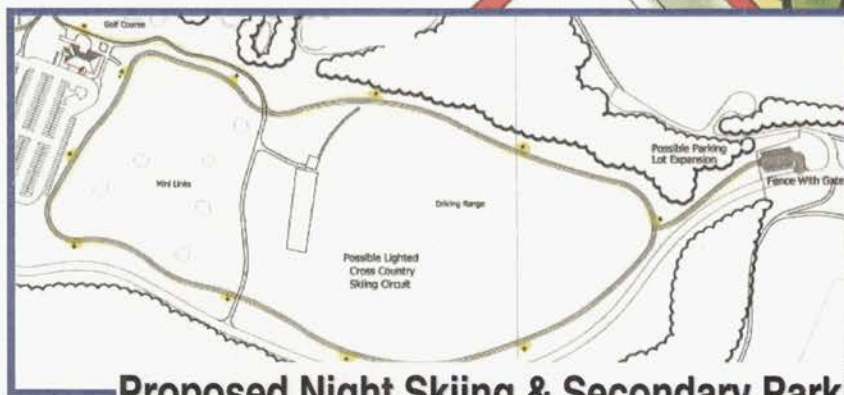 Golf Course
Possible Parking
Lot Expansion
Fence With Gate
Mini Links
Driving Range
Possible Lighted
Cross Country
Skiing Circuit
Proposed Night Skiing & Secondary Park